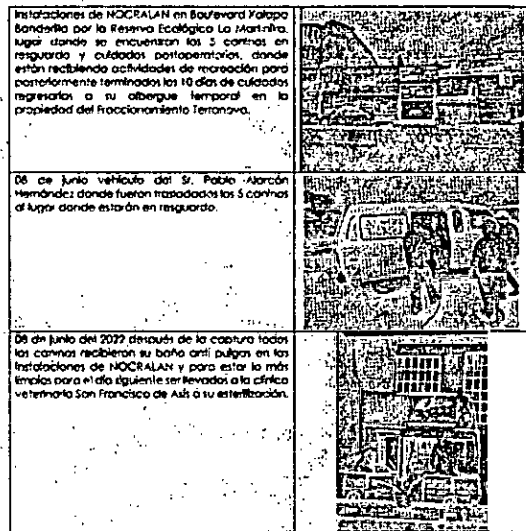 Instalaciones de NOCRALAN en Boulevard Xalapa
Banderilla por la Reserva Ecológica La Martinica,
lugar donde se encuentran los 5 caninos en
resguardo y cuidados postoperatorios, donde
están recibiendo actividades de recreación para
posteriormente terminados los 10 días de cuidados
regresarlos a su albergue temporal en la
propiedad del Fraccionamiento Terranova.
08 de junio vehículo del Sr. Pablo Alarcón
Hernández donde fueron trasladados los 5 caninos
al lugar donde estarán en resguardo.
08 de junio del 2022 después de la captura todos
los caninos recibieron su baño anti pulgas en las
instalaciones de NOCRALAN y para estar lo más
limpios para el día siguiente ser llevados a la clínica
veterinaria San Francisco de Asís a su esterilización.